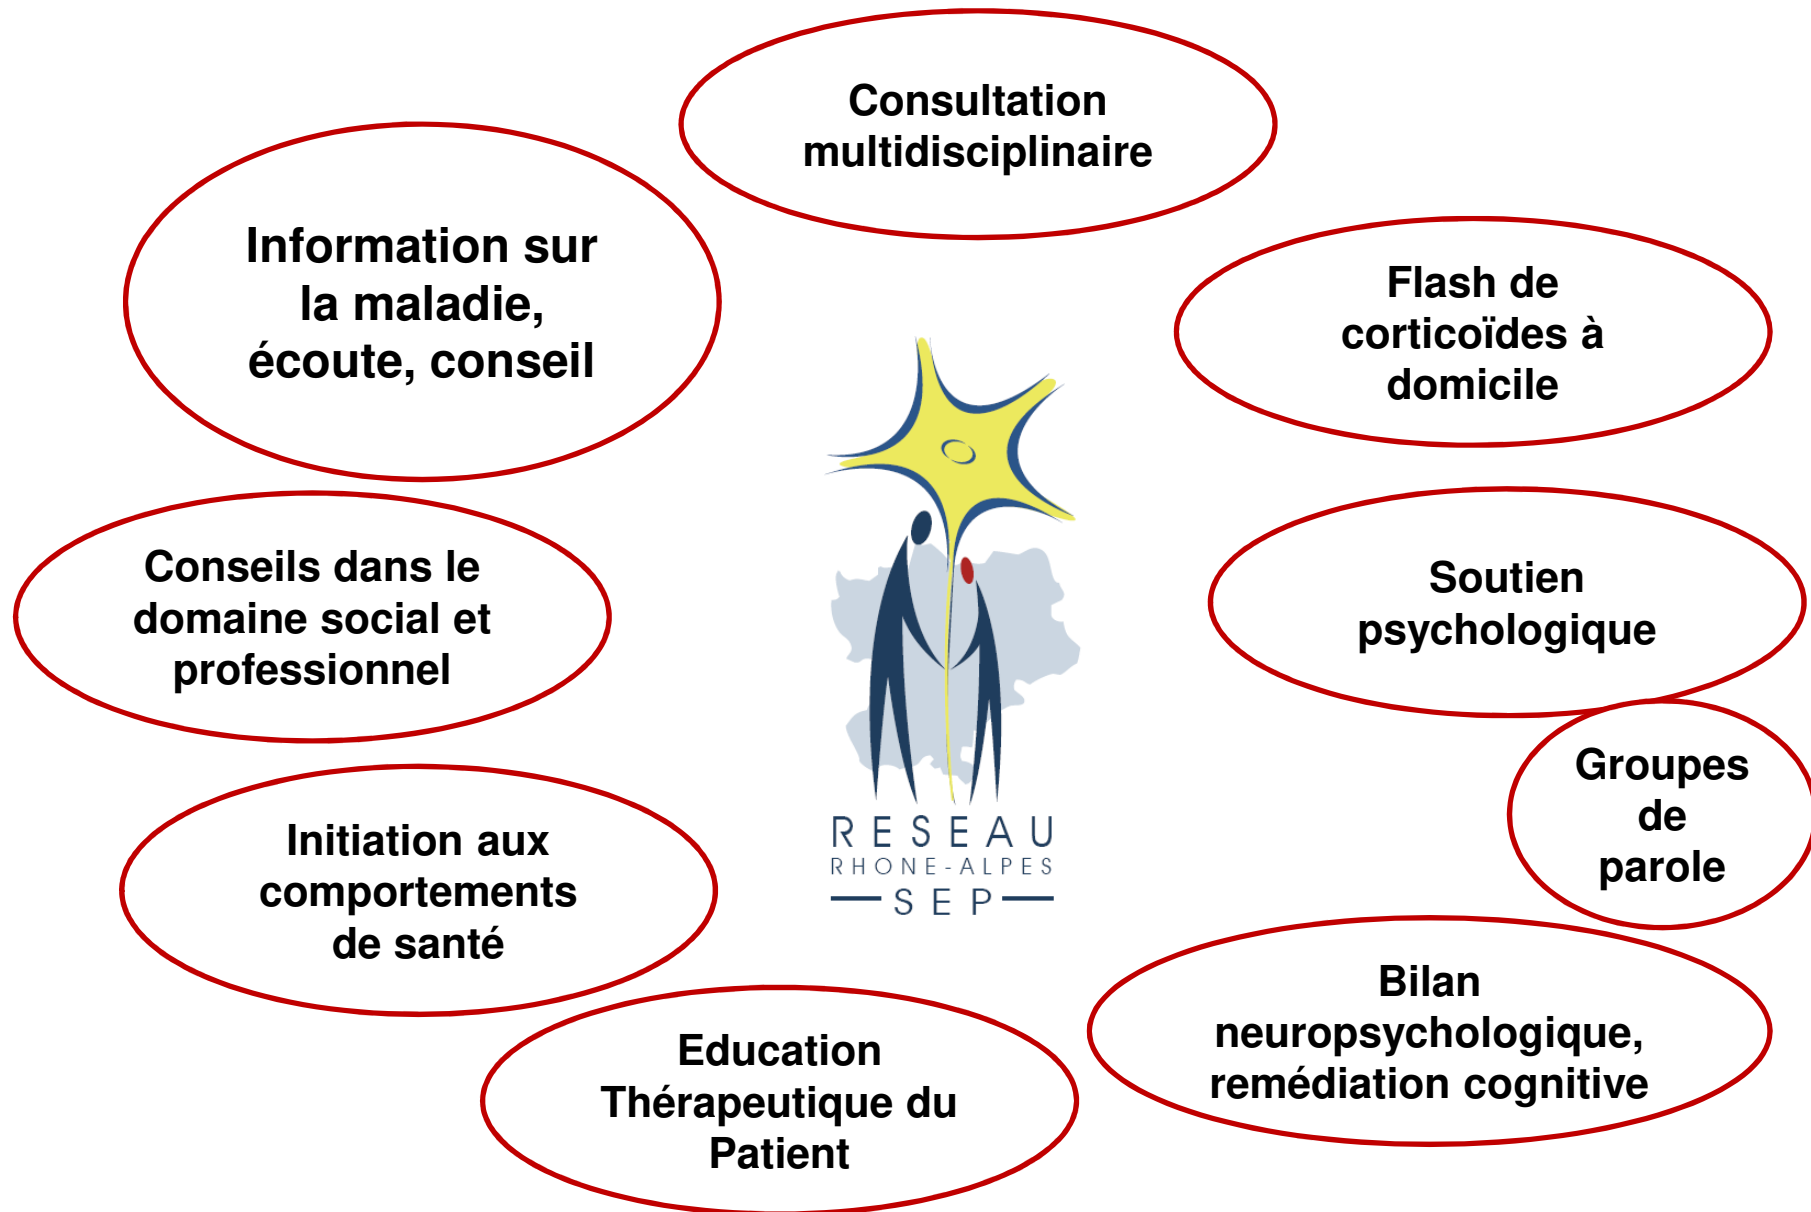 Consultation
multidisciplinaire
Information sur
la maladie,
écoute, conseil
Flash de
corticoïdes à
domicile
Conseils dans le
domaine social et
professionnel
Soutien
psychologique
Groupes
de
parole
Initiation aux
comportements
de santé
RESEAU
RHONE-ALPES
SEP
Bilan
neuropsychologique,
remédiation cognitive
Education
Thérapeutique du
Patient